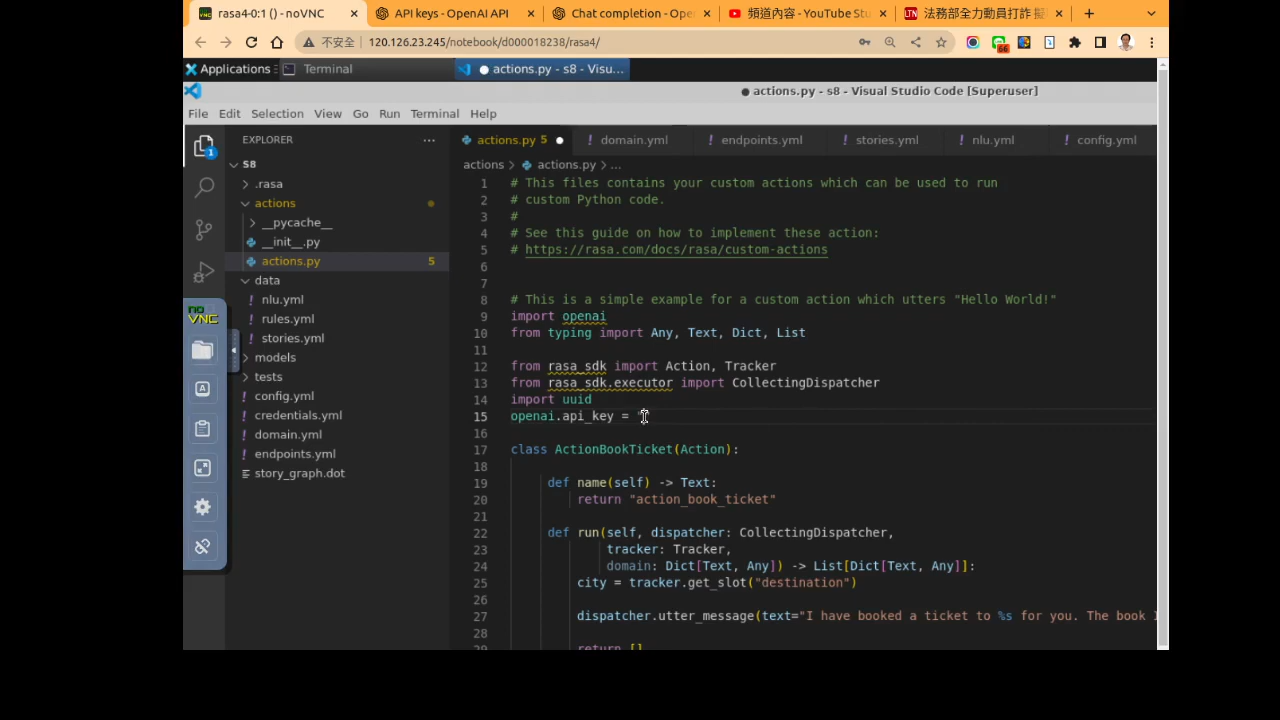 rasa4-0:1 () - noVNC
API keys - OpenAI API
Chat completion - Ope
頻道內容 - YouTube Stu
LTN 法務部全力動員打詐 擬
不安全
120.126.23.245/notebook/d000018238/rasa4/
66
Applications
Terminal
actions.py - s8 - Visu...
actions.py - s8 - Visual Studio Code [Superuser]
File Edit Selection View Go Run Terminal Help
EXPLORER
actions.py 5
domain.yml
endpoints.yml
stories.yml
nlu.yml
config.yml
1
S8
.rasa
actions
__pycache__
__init__.py
actions.py 5
data
nlu.yml
rules.yml
stories.yml
models
tests
config.yml
credentials.yml
domain.yml
endpoints.yml
story_graph.dot
no VNC
A
actions > actions.py > ...
1 # This files contains your custom actions which can be used to run
2 # custom Python code.
3 #
4 # See this guide on how to implement these action:
5 # https://rasa.com/docs/rasa/custom-actions
6
7
8 # This is a simple example for a custom action which utters "Hello World!"
9 import openai
10 from typing import Any, Text, Dict, List
11
12 from rasa_sdk import Action, Tracker
13 from rasa_sdk.executor import CollectingDispatcher
14 import uuid
15 openai.api_key =
16
17 class ActionBookTicket(Action):
18
19 def name(self) -> Text:
20 return "action_book_ticket"
21
22 def run(self, dispatcher: CollectingDispatcher,
23 tracker: Tracker,
24 domain: Dict[Text, Any]) -> List[Dict[Text, Any]]:
25 city = tracker.get_slot("destination")
26
27 dispatcher.utter_message(text="I have booked a ticket to %s for you. The book
28
29 return []